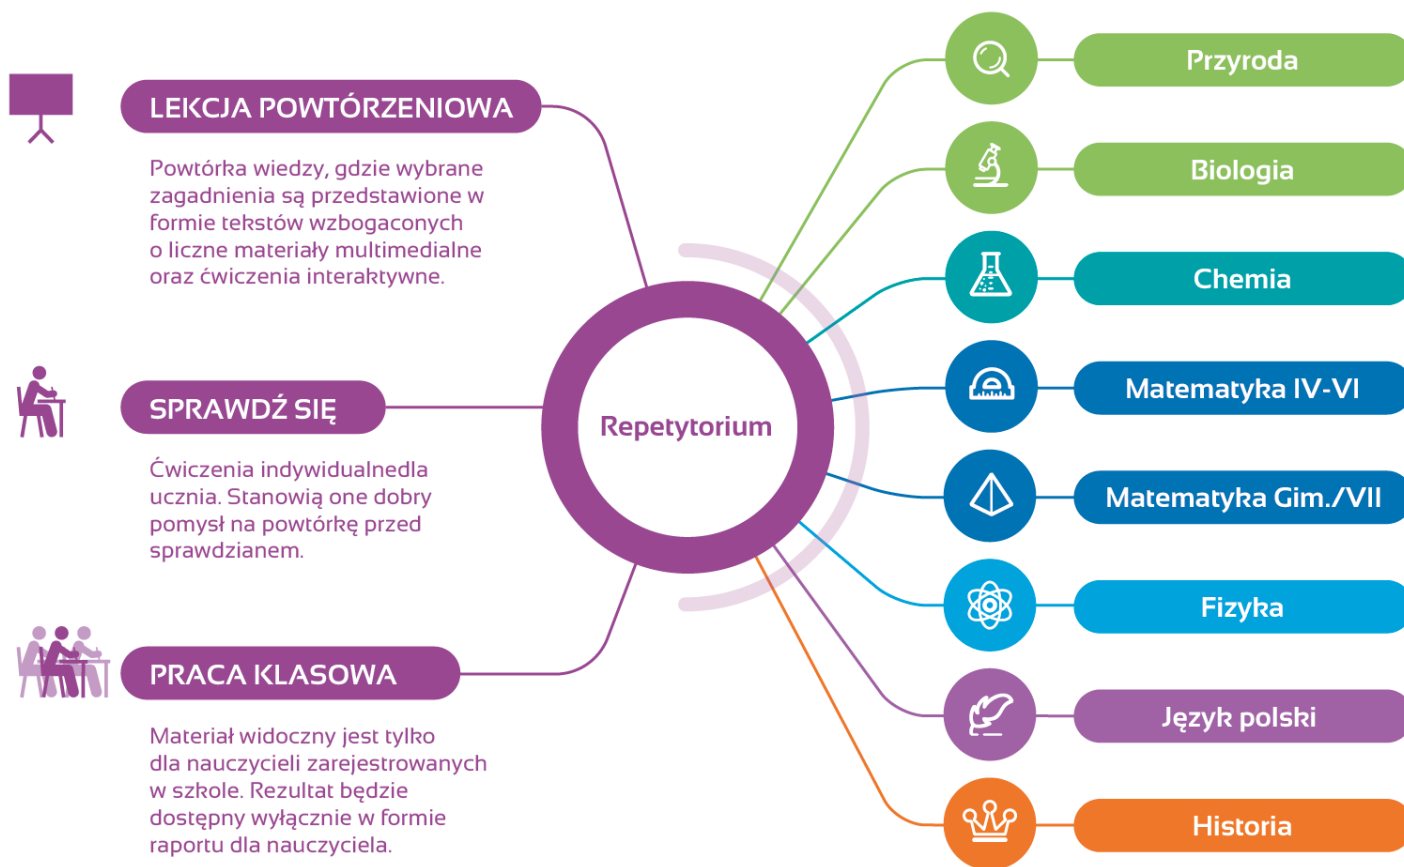 LEKCJA POWTÓRZENIOWA
Powtórka wiedzy, gdzie wybrane
zagadnienia są przedstawione w
formie tekstów wzbogaconych
o liczne materiały multimedialne
oraz ćwiczenia interaktywne.
SPRAWDŹ SIĘ
Ćwiczenia indywidualnedla
ucznia. Stanowią one dobry
pomysł na powtórkę przed
sprawdzianem.
PRACA KLASOWA
Materiał widoczny jest tylko
dla nauczycieli zarejestrowanych
w szkole. Rezultat będzie
dostępny wyłącznie w formie
raportu dla nauczyciela.
Repetytorium
Przyroda
Biologia
Chemia
Matematyka IV-VI
Matematyka Gim./VII
Fizyka
Język polski
Historia